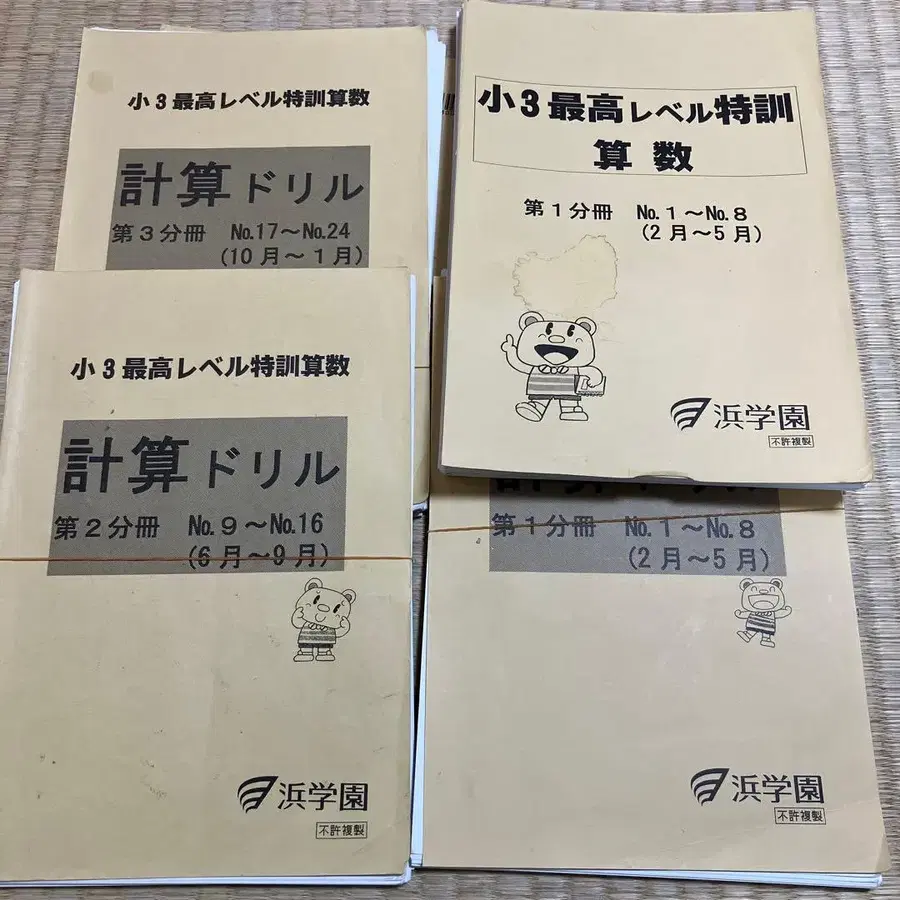 小3最高レベル特訓算数
計算ドリル
第3分冊 No.17～No.24
(10月～1月)
小3最高レベル特訓
算数
第1分冊 No.1～No.8
(2月～5月)
浜学園
不許複製
小3最高レベル特訓算数
計算ドリル
第2分冊 No.9～No.16
(6月～9月)
浜学園
不許複製
第1分冊 No.1～No.8
(2月～5月)
浜学園
不許複製